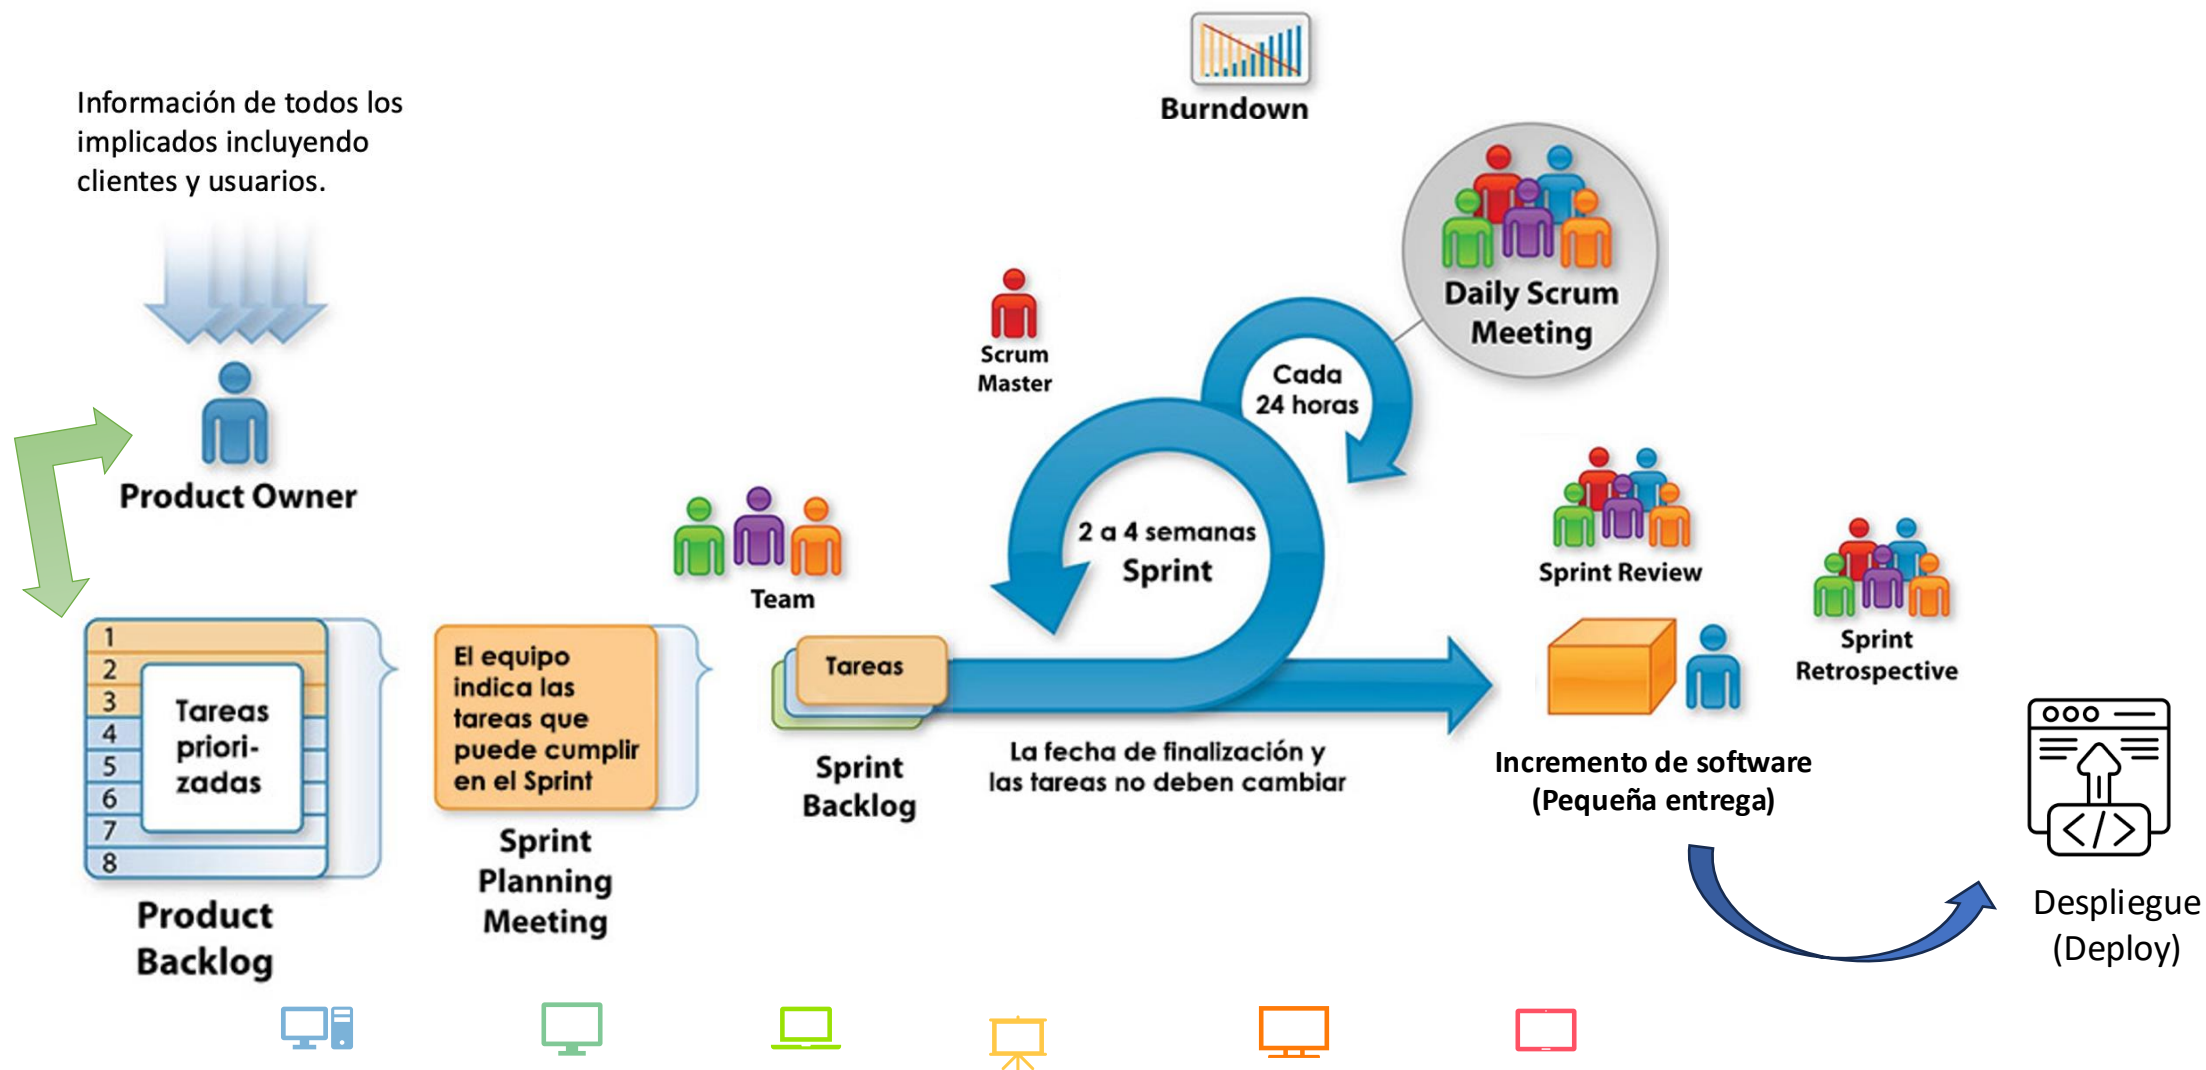 Información de todos los
implicados incluyendo
clientes y usuarios.
Product Owner
1
2
3
4
5
6
7
8
Tareas
priori-
zadas
Product
Backlog
El equipo
indica las
tareas que
puede cumplir
en el Sprint
Sprint
Planning
Meeting
Team
Tareas
Sprint
Backlog
Scrum
Master
Burndown
Cada
24 horas
Daily Scrum
Meeting
2 a 4 semanas
Sprint
La fecha de finalización y
las tareas no deben cambiar
Sprint Review
Incremento de software
(Pequeña entrega)
Sprint
Retrospective
</>
Despliegue
(Deploy)